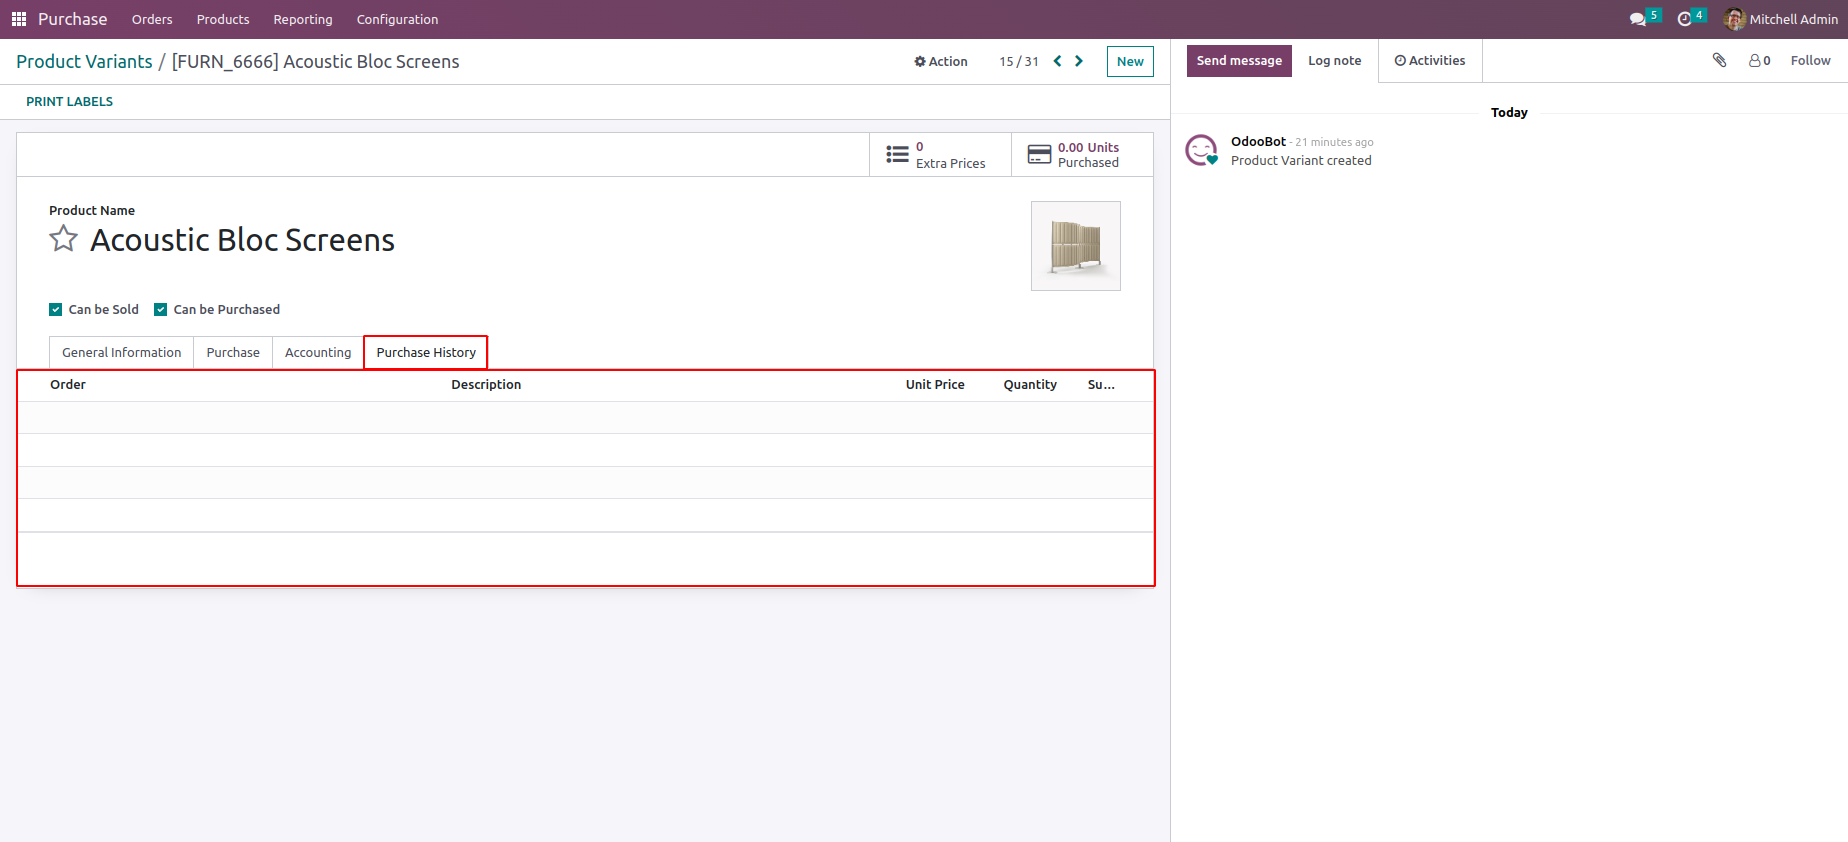 Purchase Orders Products Reporting Configuration 5 4 Mitchell Admin
Product Variants / [FURN_6666] Acoustic Bloc Screens Action 15 / 31 New
PRINT LABELS
0
Extra Prices
0.00 Units
Purchased
Product Name
Acoustic Bloc Screens
Can be Sold Can be Purchased
General Information Purchase Accounting Purchase History
Order Description Unit Price Quantity Su...
Send message Log note Activities 0 Follow
Today
OdooBot - 21 minutes ago
Product Variant created